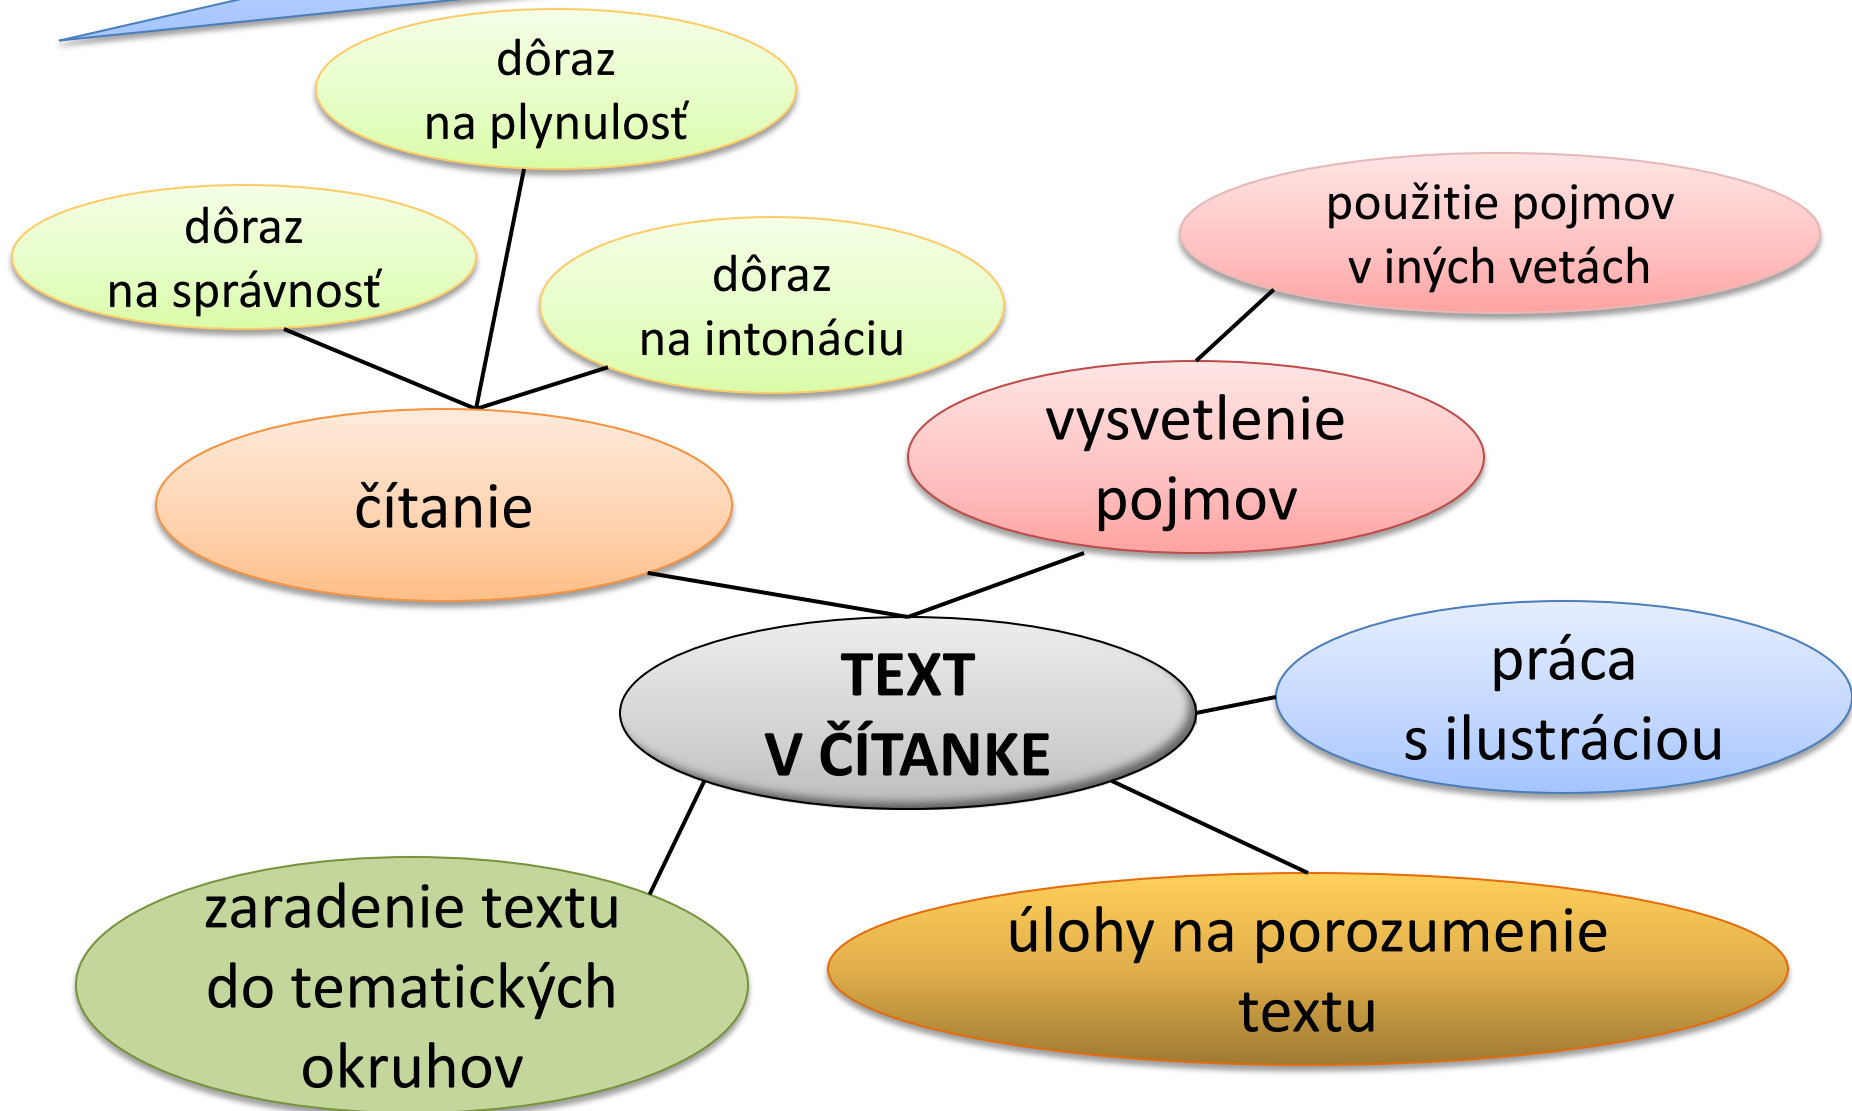 dôraz
na plynulosť
dôraz
na správnosť
dôraz
na intonáciu
použitie pojmov
v iných vetách
vysvetlenie
pojmov
čítanie
TEXT
V ČÍTANKE
práca
s ilustráciou
zaradenie textu
do tematických
okruhov
úlohy na porozumenie
textu